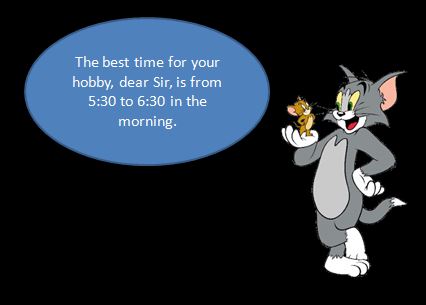 The best time for your
hobby, dear Sir, is from
5:30 to 6:30 in the
morning.